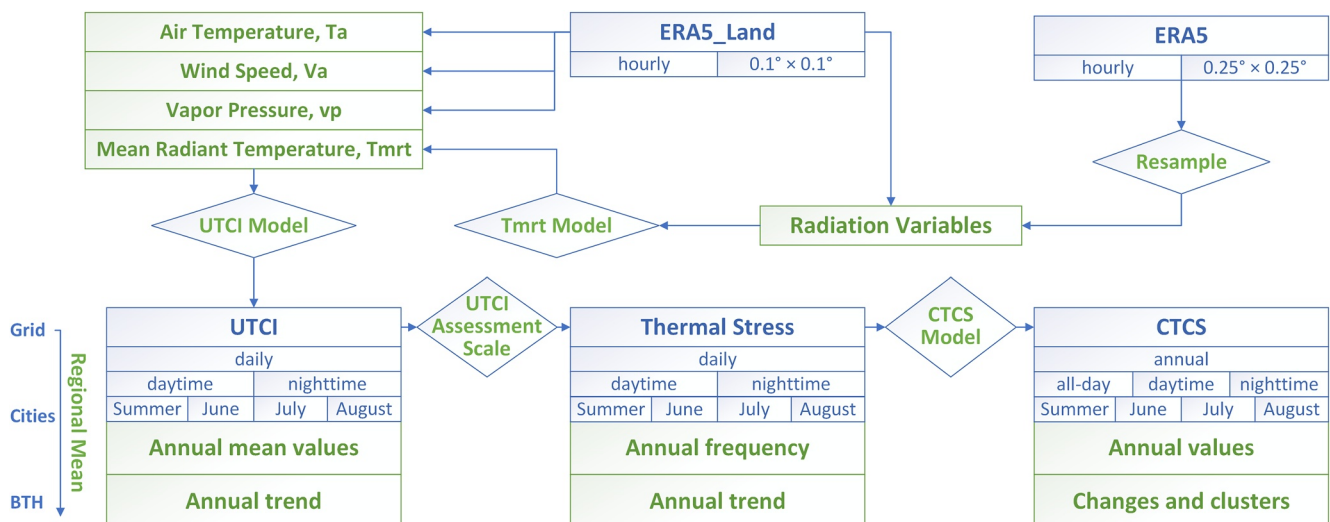 Air Temperature, Ta
Wind Speed, Va
Vapor Pressure, vp
Mean Radiant Temperature, Tmrt
ERA5_Land
hourly 0.1° × 0.1°
ERA5
hourly 0.25° × 0.25°
Resample
UTCI Model
Tmrt Model
Radiation Variables
Grid
Cities
BTH
Regional Mean
UTCI
daily
daytime nighttime
Summer June July August
Annual mean values
Annual trend
UTCI
Assessment
Scale
Thermal Stress
daily
daytime nighttime
Summer June July August
Annual frequency
Annual trend
CTCS
Model
CTCS
annual
all-day daytime nighttime
Summer June July August
Annual values
Changes and clusters